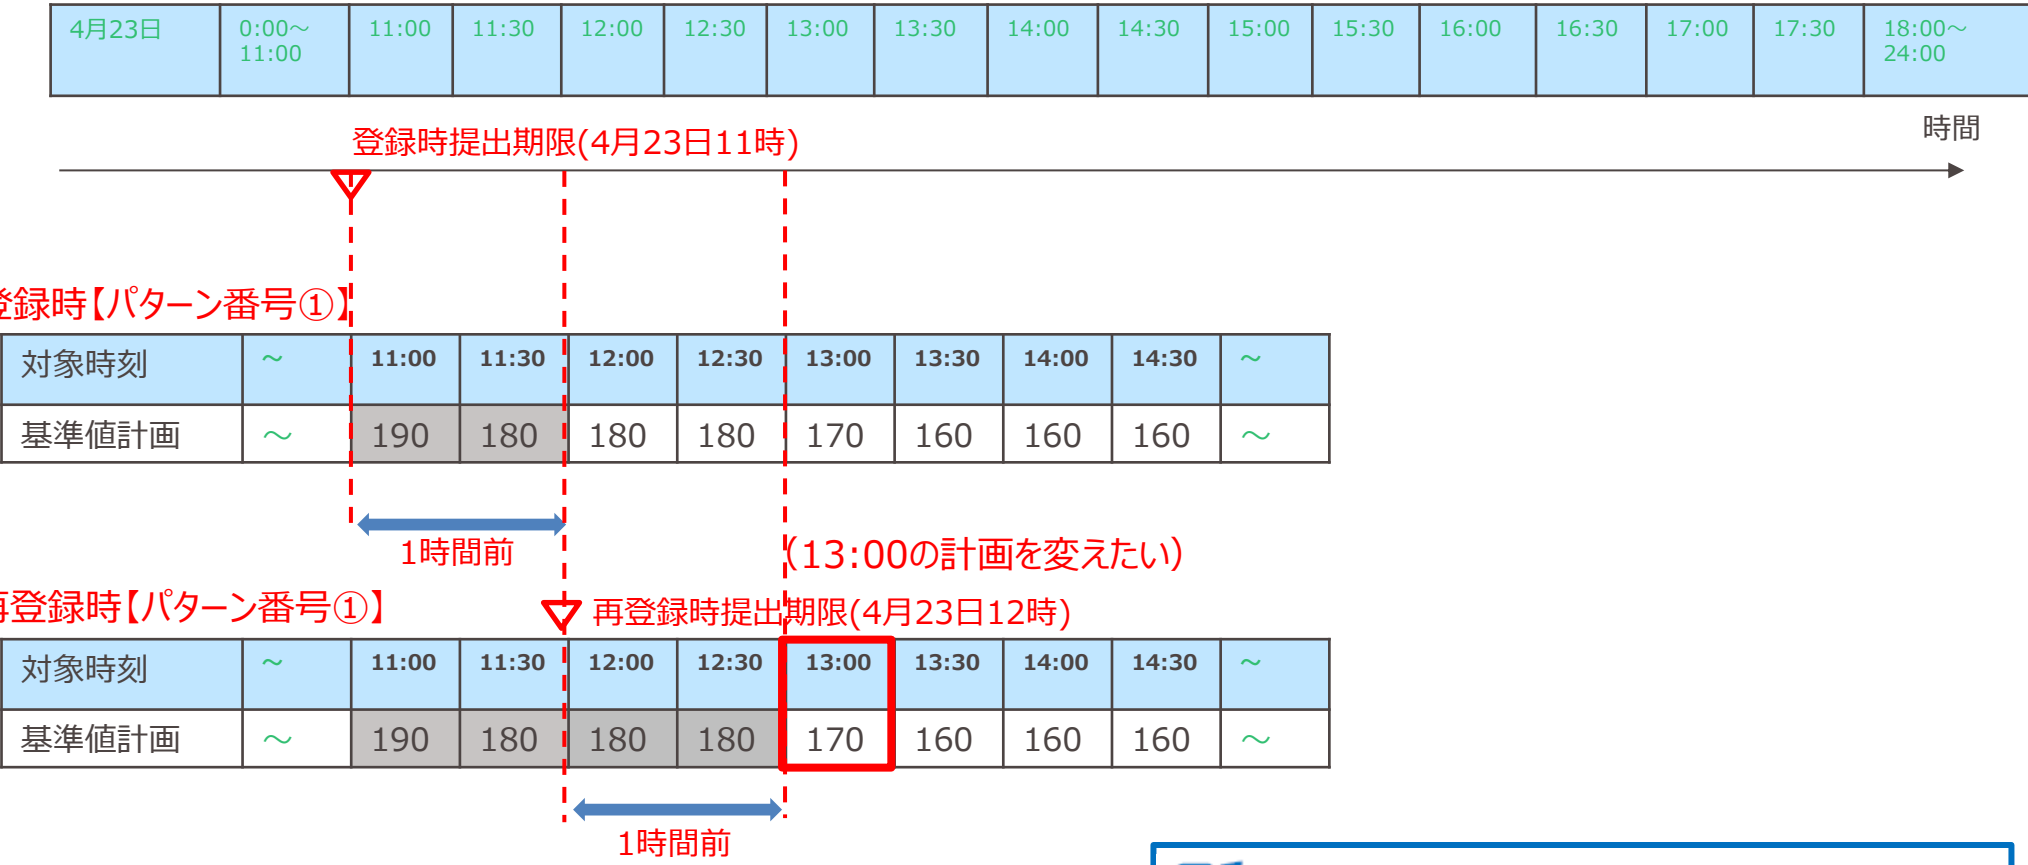 4月23日 0:00～11:00 11:00 11:30 12:00 12:30 13:00 13:30 14:00 14:30 15:00 15:30 16:00 16:30 17:00 17:30 18:00～24:00
時間
登録時提出期限(4月23日11時)
登録時【パターン番号①】
対象時刻 ~ 11:00 11:30 12:00 12:30 13:00 13:30 14:00 14:30 ~
基準値計画 ～ 190 180 180 180 170 160 160 160 ～
1時間前
（13:00の計画を変えたい）
再登録時【パターン番号①】
再登録時提出期限(4月23日12時)
対象時刻 ~ 11:00 11:30 12:00 12:30 13:00 13:30 14:00 14:30 ~
基準値計画 ～ 190 180 180 180 170 160 160 160 ～
1時間前